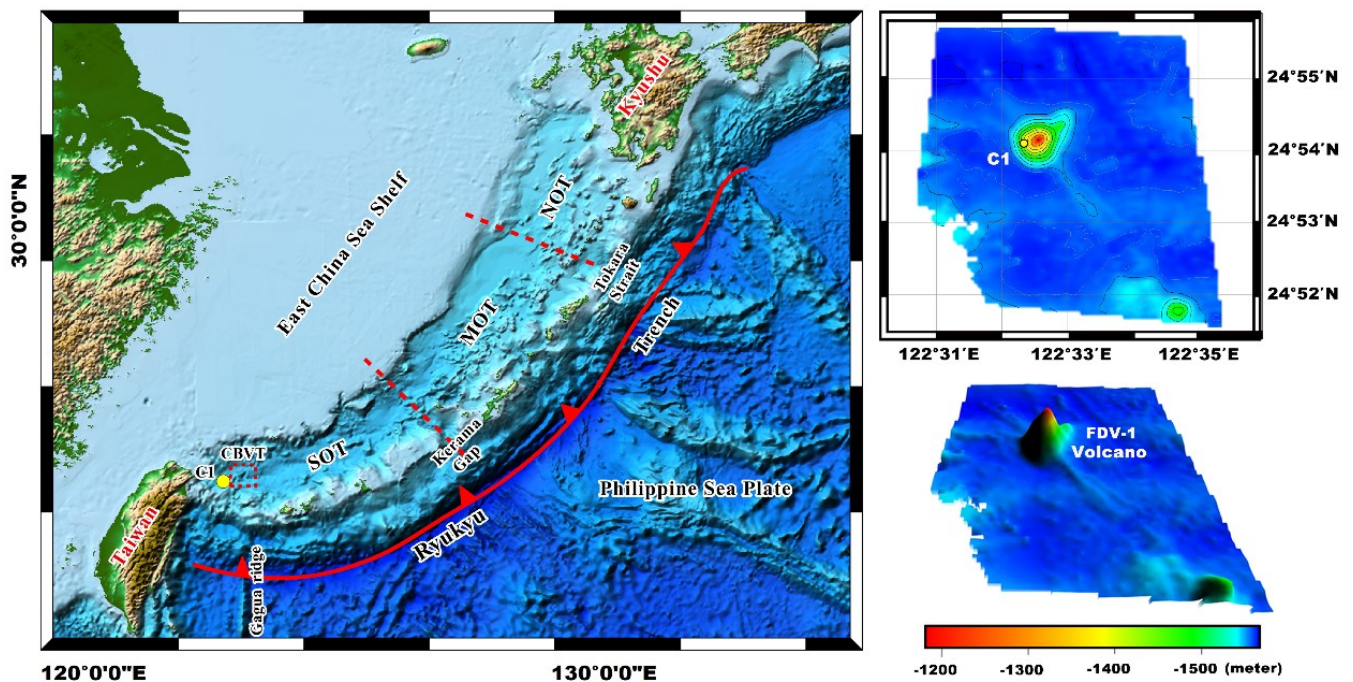 Kyushu
NOT
East China Sea Shelf
30°0'0"N
Tokara
Strait
MOT
Trench
Kerama
Gap
SOT
CBVT
C1
Philippine Sea Plate
Taiwan
Ryukyu
Gagua ridge
120°0'0"E
130°0'0"E
24°55'N
24°54'N
C1
24°53'N
24°52'N
122°31'E
122°33'E
122°35'E
FDV-1
Volcano
-1200
-1300
-1400
-1500 (meter)